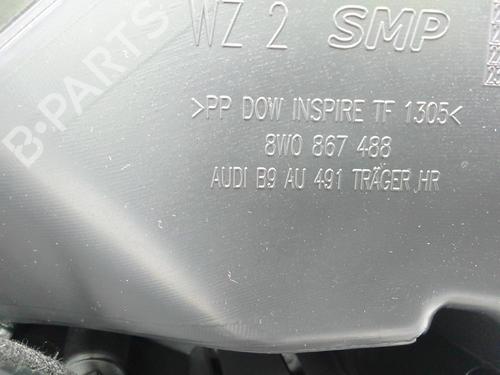 WZ 2 SMP
>PP DOW INSPIRE TF 1305<
8W0 867 488
AUDI B9 AU 491 TRÄGER HR
B-PARTS